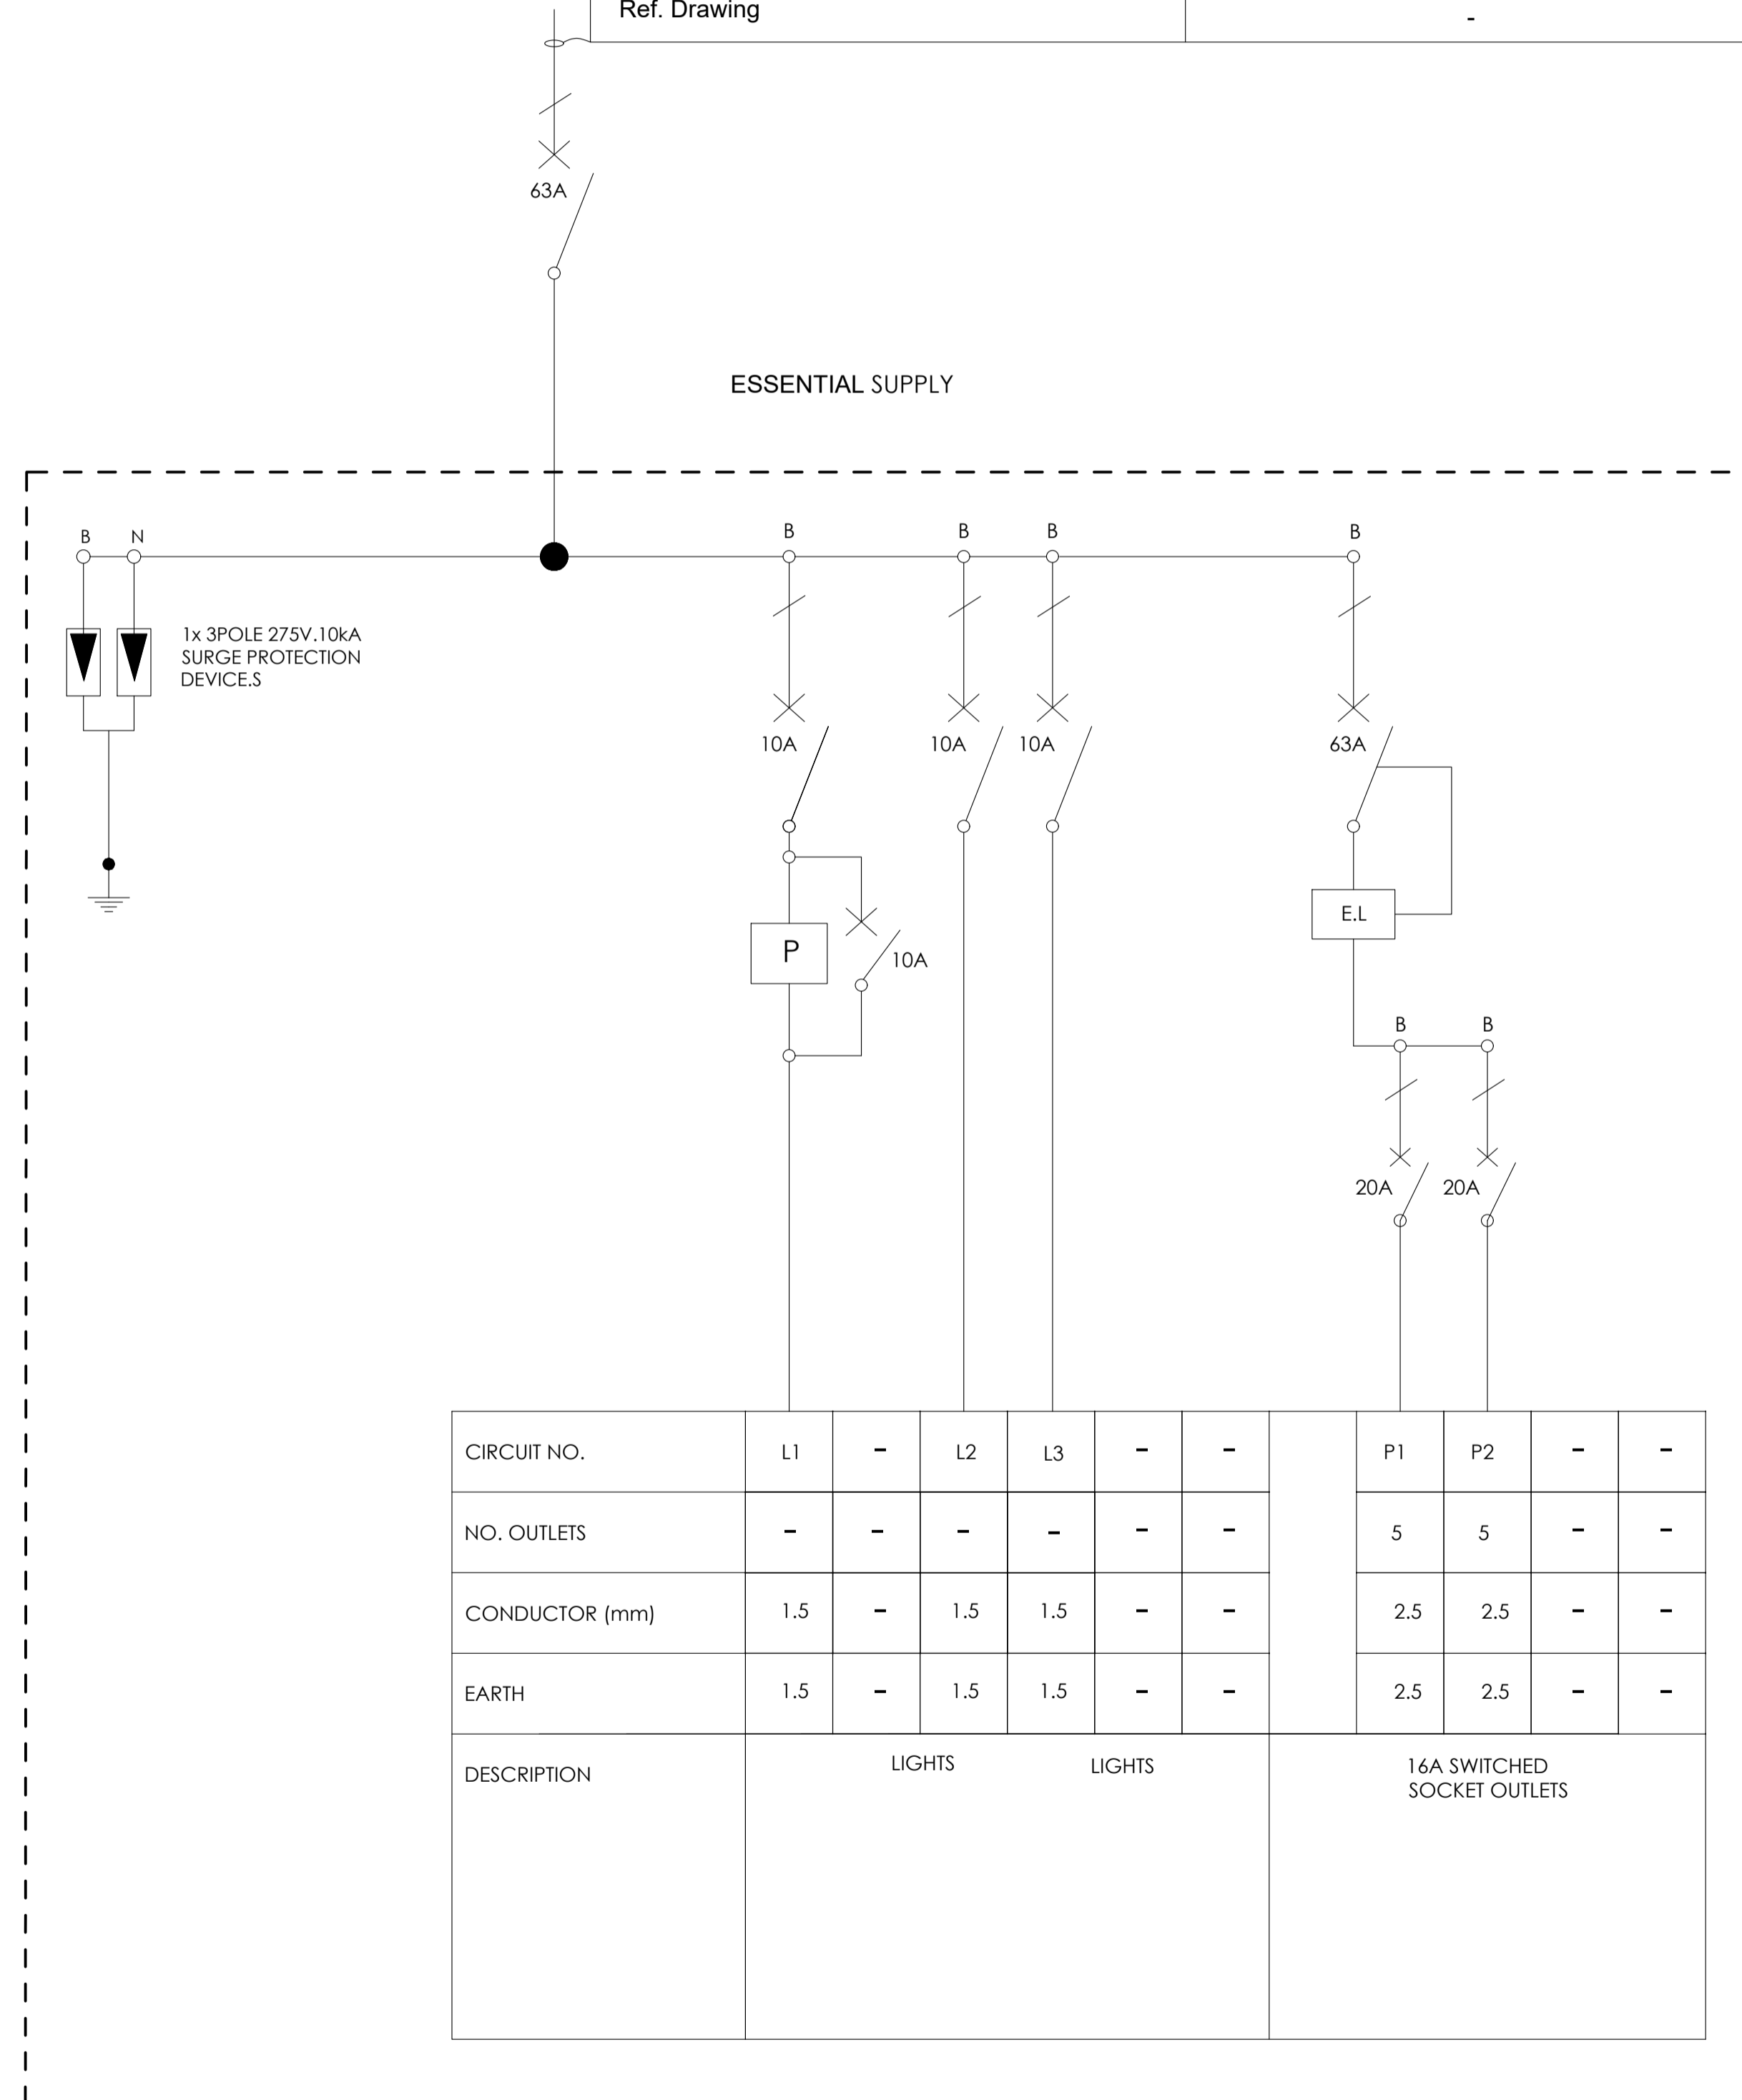 Ref. Drawing -
63A
ESSENTIAL SUPPLY
B N B B B B
1x 3POLE 275V.10kA
SURGE PROTECTION
DEVICE.S
10A 10A 10A 63A
E.L
P 10A
B B
20A 20A
CIRCUIT NO. L1 - L2 L3 - - P1 P2 - -
NO. OUTLETS - - - - - - 5 5 - -
CONDUCTOR (mm) 1.5 - 1.5 1.5 - - 2.5 2.5 - -
EARTH 1.5 - 1.5 1.5 - - 2.5 2.5 - -
DESCRIPTION LIGHTS LIGHTS 16A SWITCHED
SOCKET OUTLETS